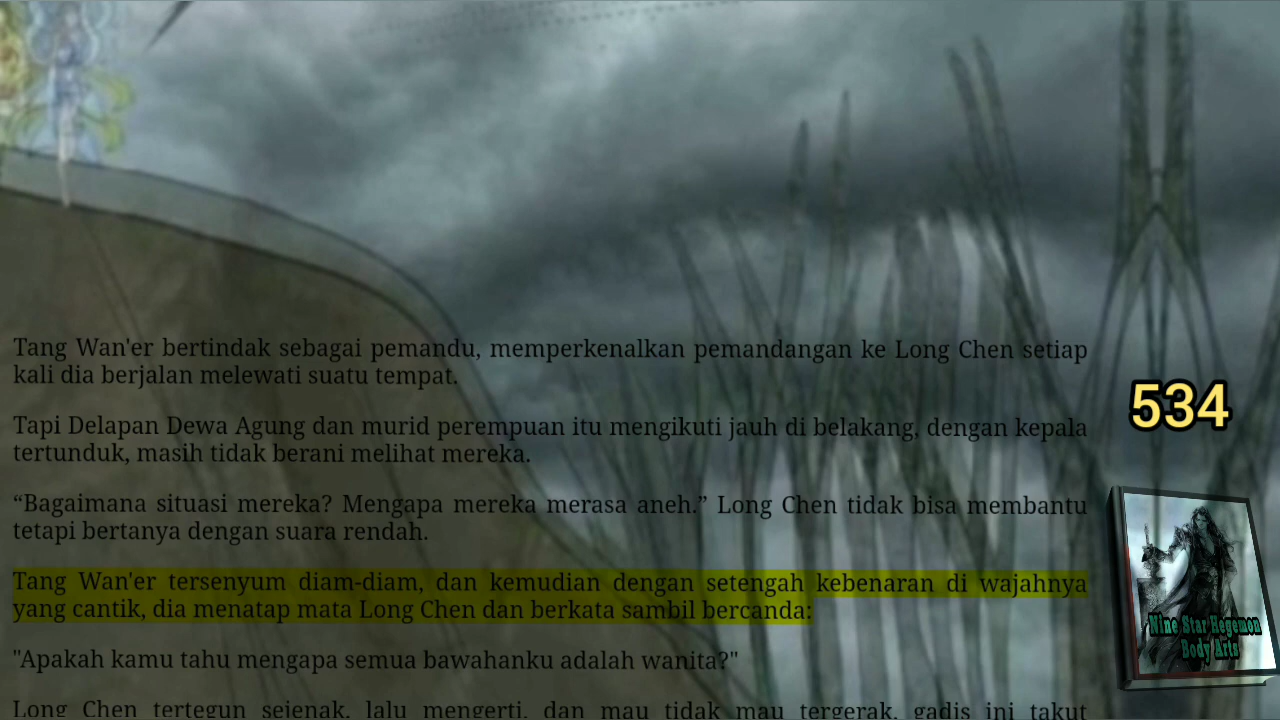 Tang Wan'er bertindak sebagai pemandu, memperkenalkan pemandangan ke Long Chen setiap
kali dia berjalan melewati suatu tempat.
Tapi Delapan Dewa Agung dan murid perempuan itu mengikuti jauh di belakang, dengan kepala
tertunduk, masih tidak berani melihat mereka.
“Bagaimana situasi mereka? Mengapa mereka merasa aneh.” Long Chen tidak bisa membantu
tetapi bertanya dengan suara rendah.
Tang Wan'er tersenyum diam-diam, dan kemudian dengan setengah kebenaran di wajahnya
yang cantik, dia menatap mata Long Chen dan berkata sambil bercanda:
"Apakah kamu tahu mengapa semua bawahanku adalah wanita?"
Long Chen tertegun sejenak, lalu mengerti, dan mau tidak mau tergerak, gadis ini takut
534
Nine Star Hegemon
Body Arts